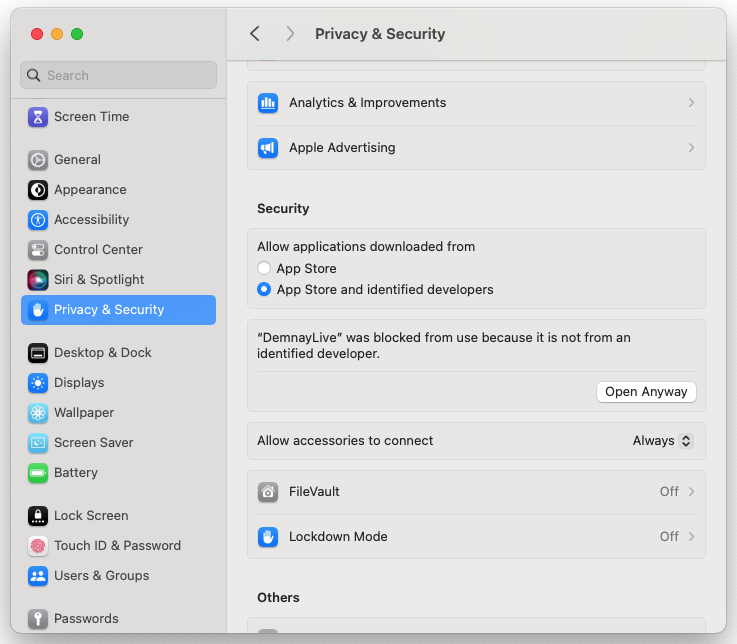 Privacy & Security
Search
Screen Time
General
Appearance
Accessibility
Control Center
Siri & Spotlight
Privacy & Security
Desktop & Dock
Displays
Wallpaper
Screen Saver
Battery
Lock Screen
Touch ID & Password
Users & Groups
Passwords
Analytics & Improvements
Apple Advertising
Security
Allow applications downloaded from
App Store
App Store and identified developers
“DemnayLive” was blocked from use because it is not from an
identified developer.
Open Anyway
Allow accessories to connect Always
FileVault Off
Lockdown Mode Off
Others